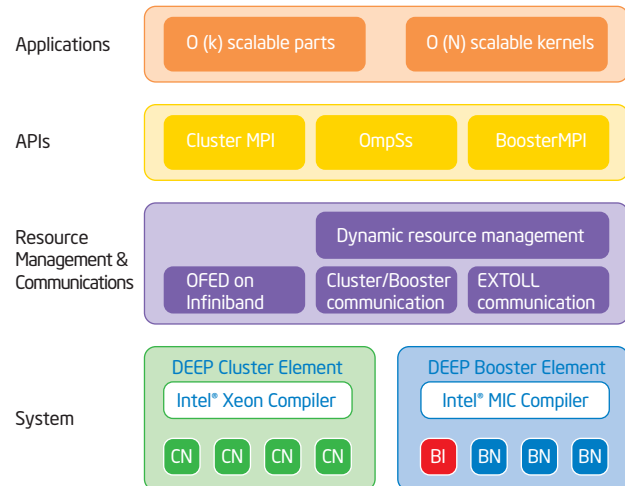 Applications
O (k) scalable parts
O (N) scalable kernels
APIs
Cluster MPI
OmpSs
BoosterMPI
Resource
Management &
Communications
Dynamic resource management
OFED on
Infiniband
Cluster/Booster
communication
EXTOLL
communication
System
DEEP Cluster Element
Intel® Xeon Compiler
CN CN CN CN
DEEP Booster Element
Intel® MIC Compiler
BI BN BN BN